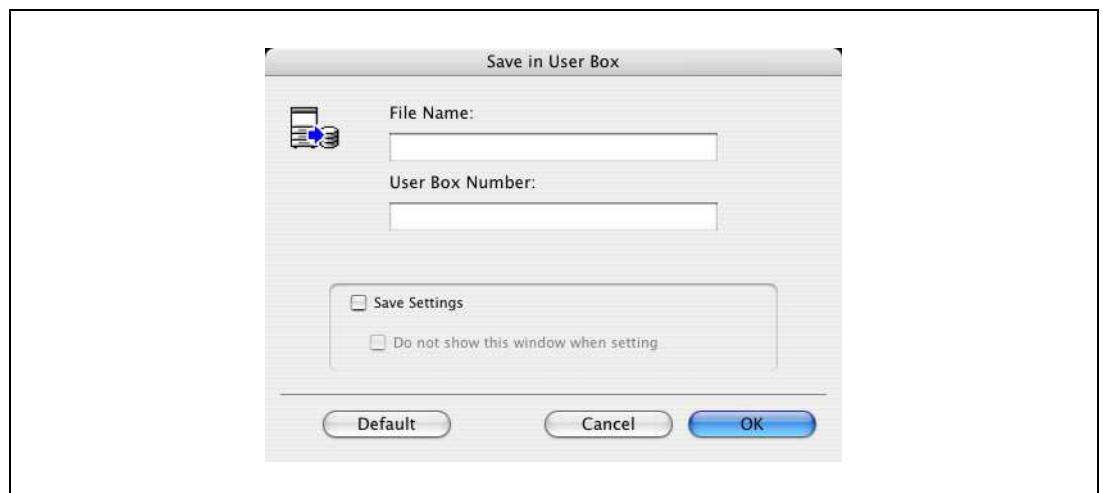 Save in User Box
File Name:
User Box Number:
Save Settings
Do not show this window when setting
Default
Cancel
OK